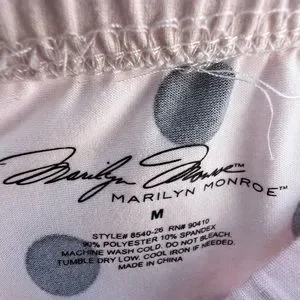 Marilyn Monroe™
MARILYN MONROE™
M
STYLE# 8540-26 RN# 90410
90% POLYESTER 10% SPANDEX
MACHINE WASH COLD. DO NOT BLEACH.
TUMBLE DRY LOW. COOL IRON IF NEEDED.
MADE IN CHINA